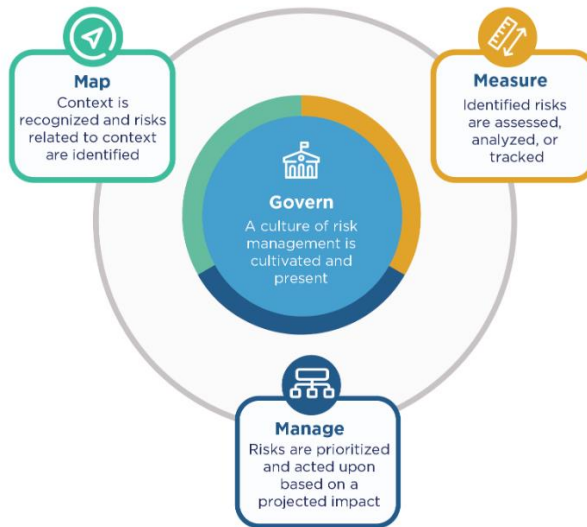 Map
Context is
recognized and risks
related to context
are identified
Measure
Identified risks
are assessed,
analyzed, or
tracked
Govern
A culture of risk
management is
cultivated and
present
Manage
Risks are prioritized
and acted upon
based on a
projected impact